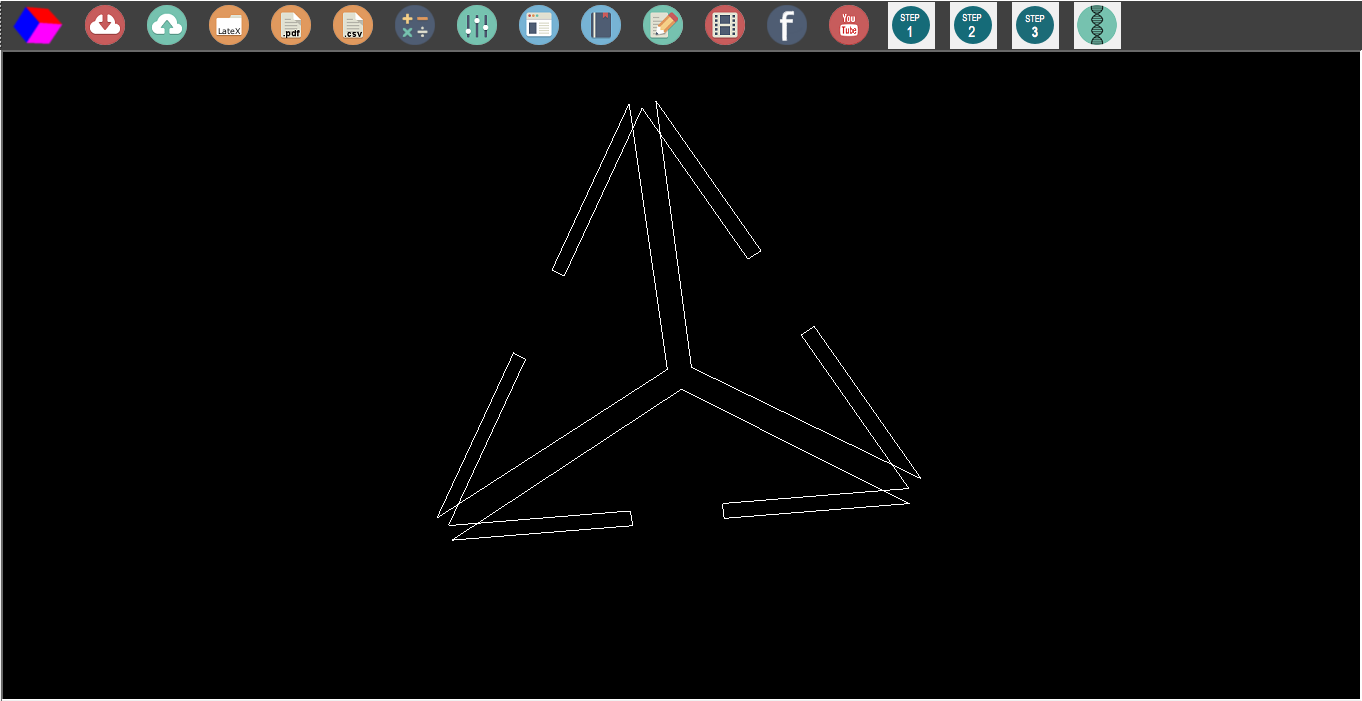 LateX
.pdf
.csv
f
You
Tube
STEP
1
STEP
2
STEP
3